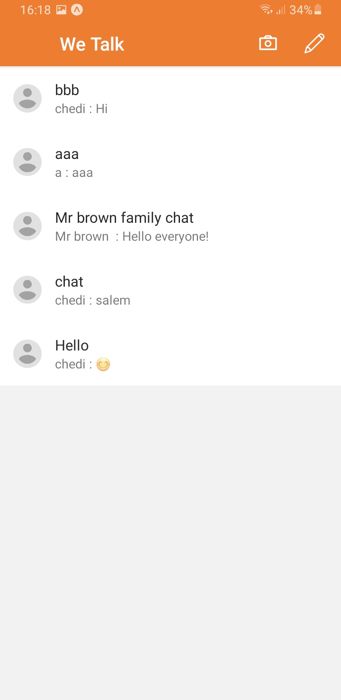 16:18 34%
We Talk
bbb
chedi : Hi
aaa
a : aaa
Mr brown family chat
Mr brown  : Hello everyone!
chat
chedi : salem
Hello
chedi : 😊